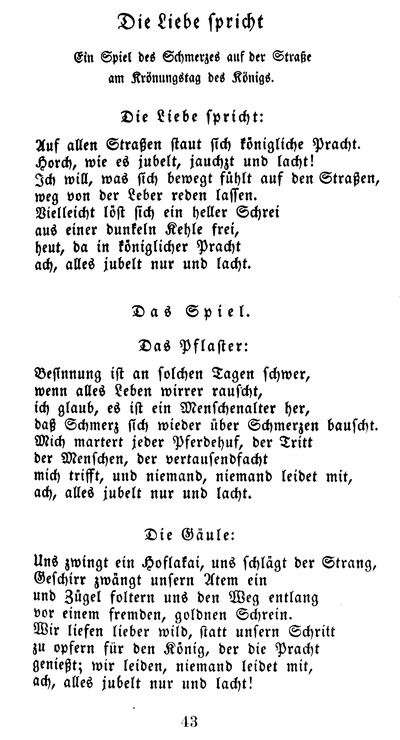 Die Liebe spricht
Ein Spiel des Schmerzes auf der Straße
am Krönungstag des Königs.
Die Liebe spricht:
Auf allen Straßen staut sich königliche Pracht.
Horch, wie es jubelt, jauchzt und lacht!
Ich will, was sich bewegt fühlt auf den Straßen,
weg von der Leber reden lassen.
Vielleicht löst sich ein heller Schrei
aus einer dunkeln Kehle frei,
heut, da in königlicher Pracht
ach, alles jubelt nur und lacht.
Das Spiel.
Das Pflaster:
Besinnung ist an solchen Tagen schwer,
wenn alles Leben wirrer rauscht,
ich glaub, es ist ein Menschenalter her,
daß Schmerz sich wieder über Schmerzen bauscht.
Mich martert jeder Pferdehuf, der Tritt
der Menschen, der vertausendfacht
mich trifft, und niemand, niemand leidet mit,
ach, alles jubelt nur und lacht.
Die Gäule:
Uns zwingt ein Hoflakai, uns schlägt der Strang,
Geschirr zwängt unsern Atem ein
und Zügel foltern uns den Weg entlang
vor einem fremden, goldnen Schrein.
Wir liefen lieber wild, statt unsern Schritt
zu opfern für den König, der die Pracht
genießt; wir leiden, niemand leidet mit,
ach, alles jubelt nur und lacht!
43